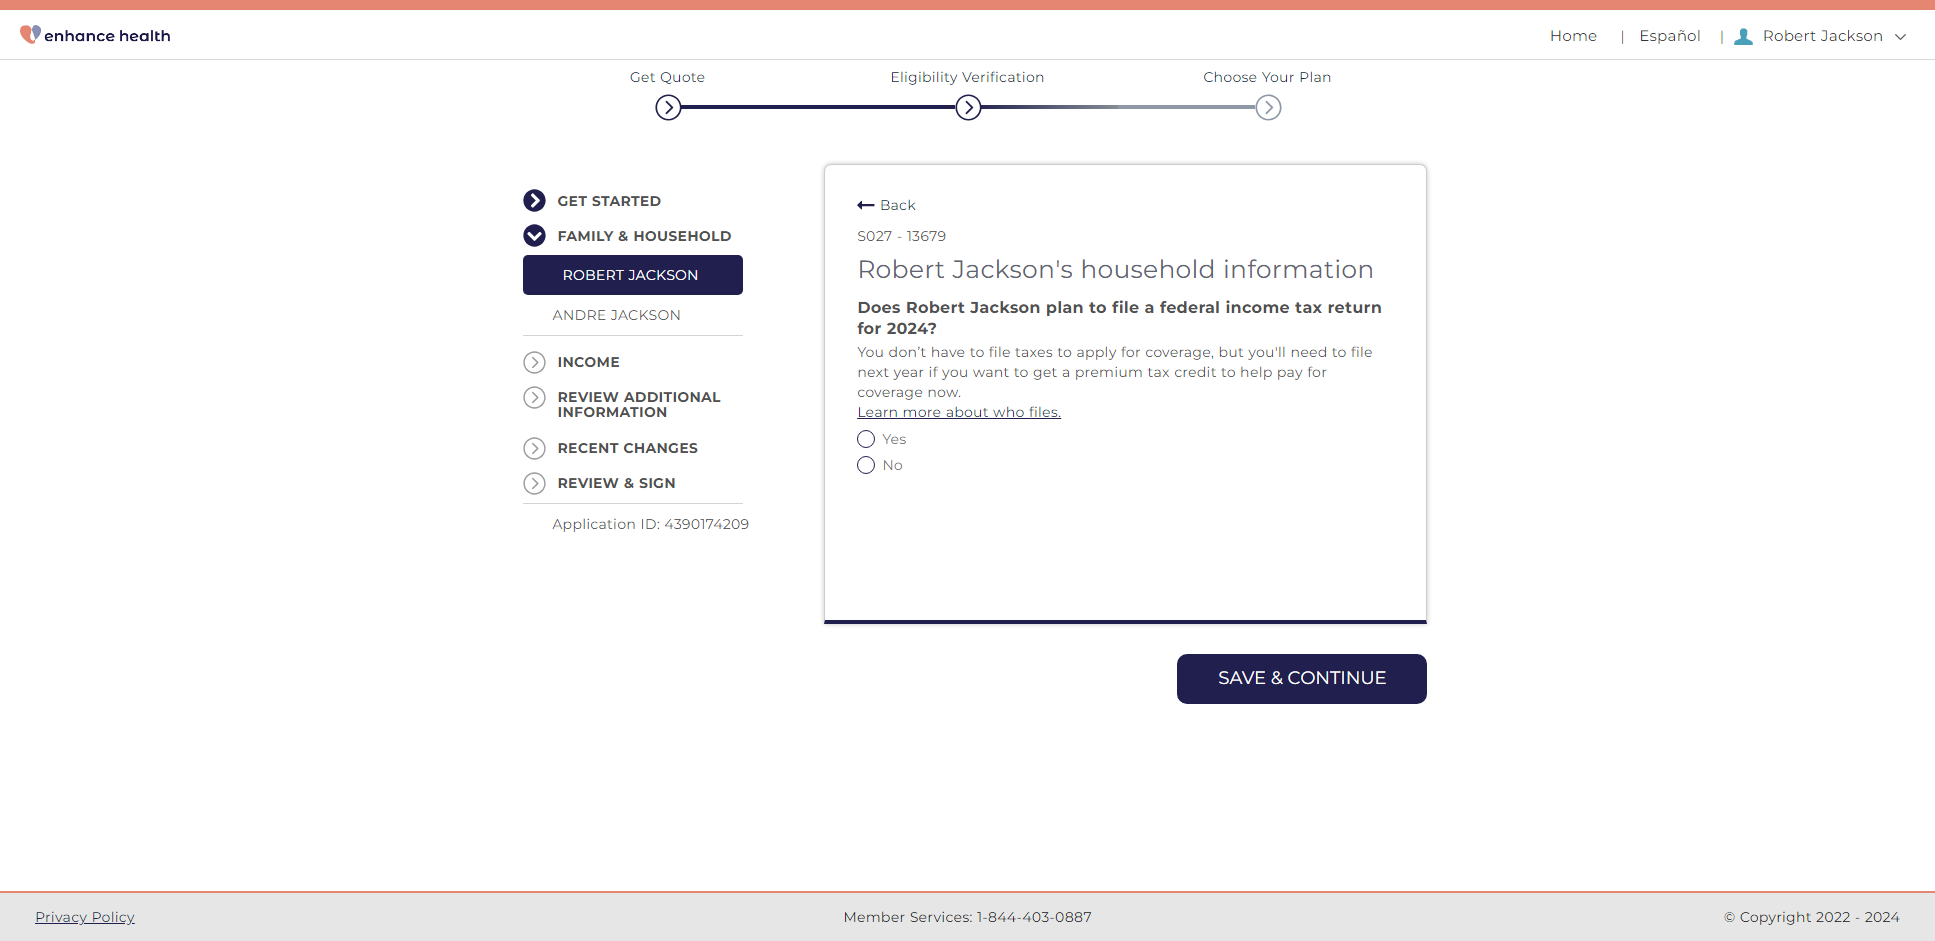 enhance health
Home | Español | Robert Jackson
Get Quote
Eligibility Verification
Choose Your Plan
GET STARTED
FAMILY & HOUSEHOLD
ROBERT JACKSON
ANDRE JACKSON
INCOME
REVIEW ADDITIONAL
INFORMATION
RECENT CHANGES
REVIEW & SIGN
Application ID: 4390174209
Back
S027 - 13679
Robert Jackson's household information
Does Robert Jackson plan to file a federal income tax return
for 2024?
You don’t have to file taxes to apply for coverage, but you'll need to file
next year if you want to get a premium tax credit to help pay for
coverage now.
Learn more about who files.
Yes
No
SAVE & CONTINUE
Privacy Policy
Member Services: 1-844-403-0887
© Copyright 2022 - 2024